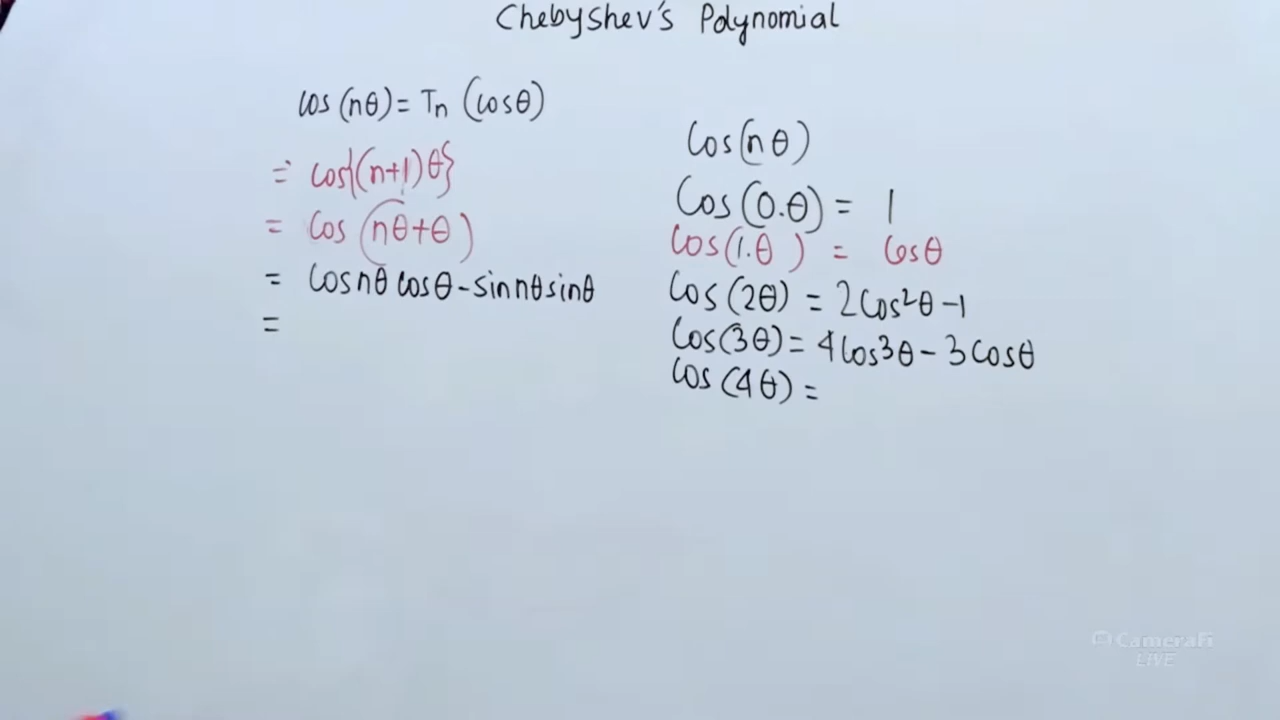 Chebyshev's Polynomial
cos(nθ) = Tn (cosθ)
= cos{(n+1)θ}
= cos (nθ+θ)
= cosnθ cosθ - sinnθ sinθ
=
Cos(nθ)
Cos(0.θ) = 1
Cos(1.θ) = Cosθ
Cos(2θ) = 2Cos²θ -1
Cos(3θ) = 4Cos³θ - 3Cosθ
Cos(4θ) =
CameraFi
LIVE